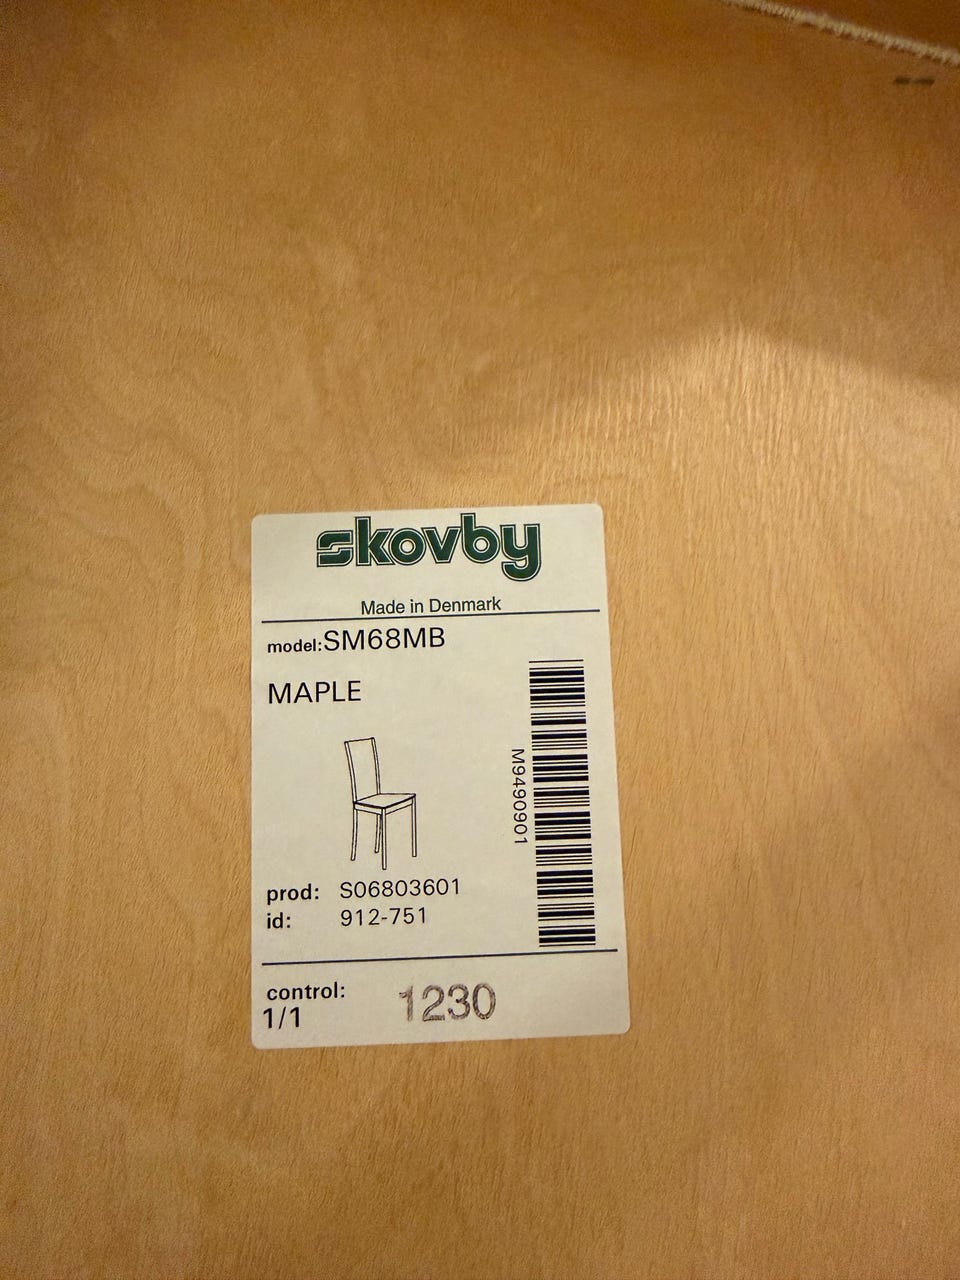 skovby
Made in Denmark
model:SM68MB
MAPLE
M9490901
prod: S06803601
id: 912-751
control:
1/1 1230